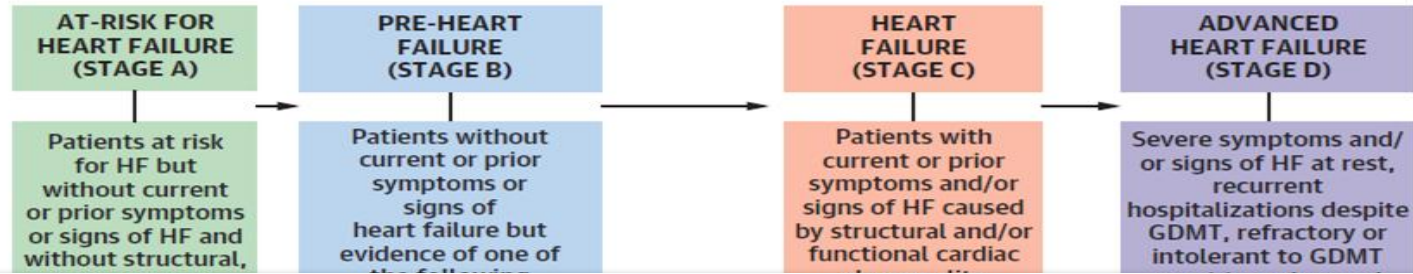 AT-RISK FOR
HEART FAILURE
(STAGE A)
Patients at risk
for HF but
without current
or prior symptoms
or signs of HF and
without structural,
PRE-HEART
FAILURE
(STAGE B)
Patients without
current or prior
symptoms or
signs of
heart failure but
evidence of one of
HEART
FAILURE
(STAGE C)
Patients with
current or prior
symptoms and/or
signs of HF caused
by structural and/or
functional cardiac
ADVANCED
HEART FAILURE
(STAGE D)
Severe symptoms and/
or signs of HF at rest,
recurrent
hospitalizations despite
GDMT, refractory or
intolerant to GDMT